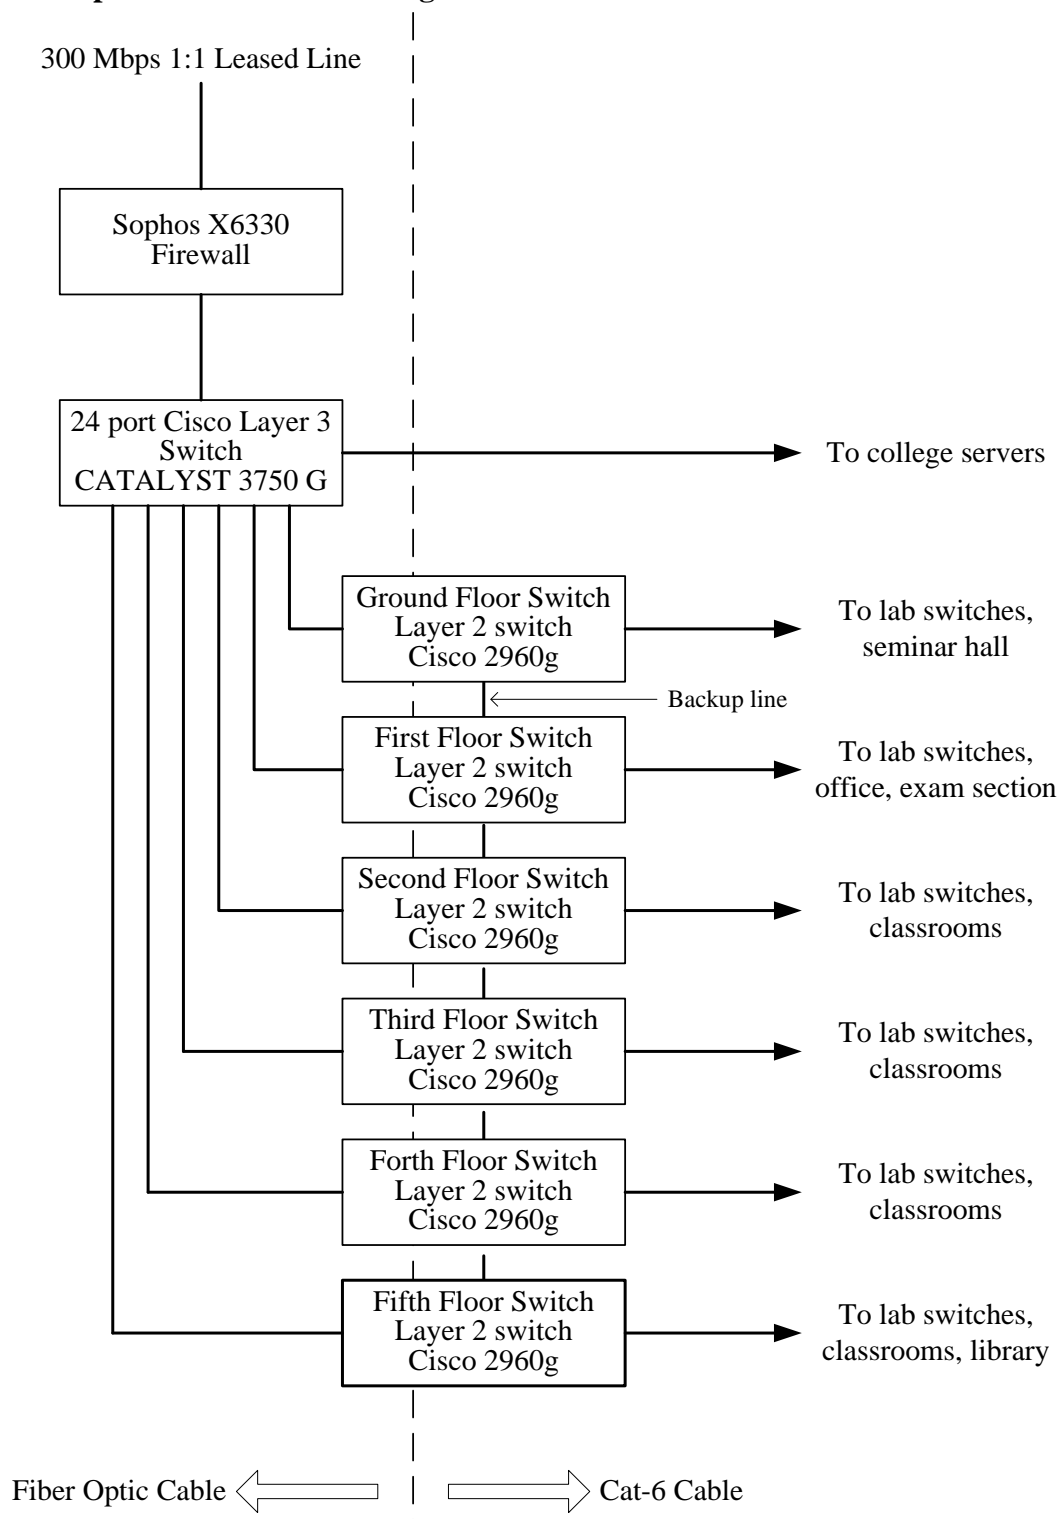 300 Mbps 1:1 Leased Line
Sophos X6330
Firewall
24 port Cisco Layer 3
Switch
CATALYST 3750 G
To college servers
Ground Floor Switch
Layer 2 switch
Cisco 2960g
To lab switches,
seminar hall
Backup line
First Floor Switch
Layer 2 switch
Cisco 2960g
To lab switches,
office, exam section
Second Floor Switch
Layer 2 switch
Cisco 2960g
To lab switches,
classrooms
Third Floor Switch
Layer 2 switch
Cisco 2960g
To lab switches,
classrooms
Forth Floor Switch
Layer 2 switch
Cisco 2960g
To lab switches,
classrooms
Fifth Floor Switch
Layer 2 switch
Cisco 2960g
To lab switches,
classrooms, library
Fiber Optic Cable
Cat-6 Cable